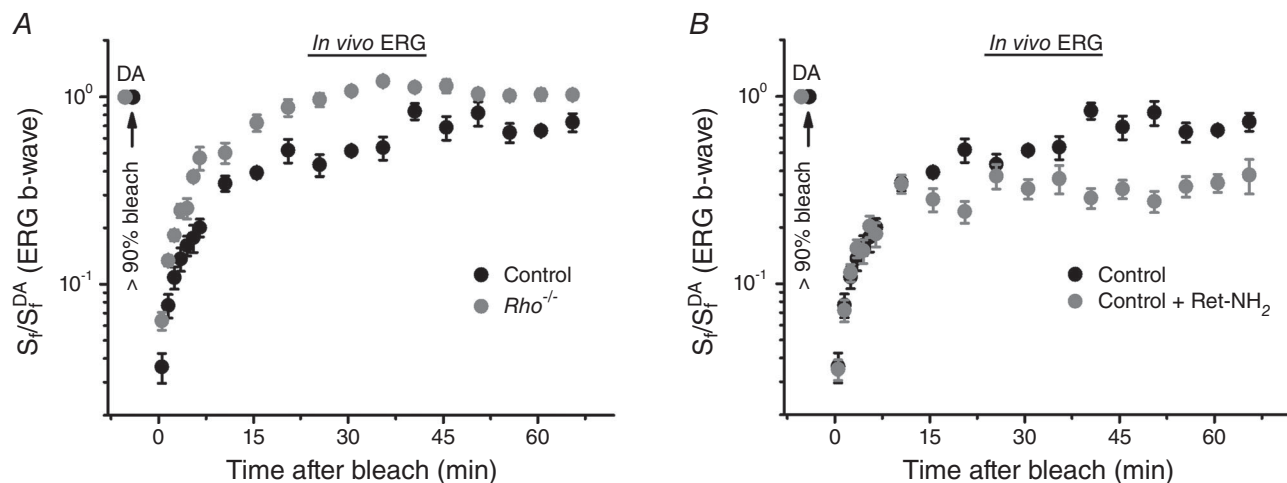 A
In vivo ERG
DA
> 90% bleach
10⁰
10⁻¹
S_f/S_f^DA (ERG b-wave)
Control
Rho⁻/⁻
0 15 30 45 60
Time after bleach (min)
B
In vivo ERG
DA
> 90% bleach
10⁰
10⁻¹
S_f/S_f^DA (ERG b-wave)
Control
Control + Ret-NH₂
0 15 30 45 60
Time after bleach (min)